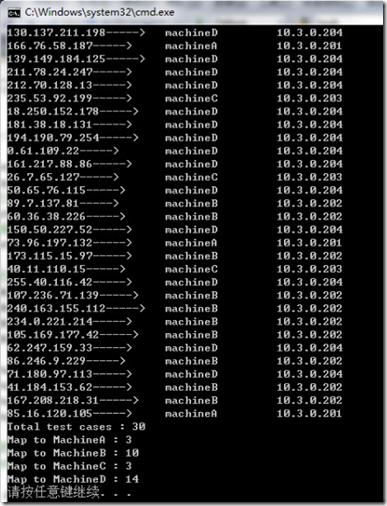 C:\Windows\system32\cmd.exe
130.137.211.198-----> machineD 10.3.0.204
166.76.58.187-----> machineA 10.3.0.201
139.149.184.125-----> machineD 10.3.0.204
211.78.24.247-----> machineD 10.3.0.204
212.70.128.13-----> machineD 10.3.0.204
235.53.92.199-----> machineC 10.3.0.203
18.250.152.178-----> machineD 10.3.0.204
181.38.18.131-----> machineD 10.3.0.204
194.190.79.254-----> machineD 10.3.0.204
0.61.109.22-----> machineD 10.3.0.204
161.217.88.86-----> machineD 10.3.0.204
26.7.65.127-----> machineC 10.3.0.203
50.65.76.115-----> machineD 10.3.0.204
89.7.137.81-----> machineB 10.3.0.202
60.36.38.226-----> machineB 10.3.0.202
150.50.227.52-----> machineD 10.3.0.204
73.96.197.132-----> machineA 10.3.0.201
173.115.15.97-----> machineB 10.3.0.202
40.11.110.15-----> machineC 10.3.0.203
255.40.116.42-----> machineD 10.3.0.204
107.236.71.139-----> machineB 10.3.0.202
240.163.155.112-----> machineB 10.3.0.202
234.0.221.214-----> machineB 10.3.0.202
105.169.177.42-----> machineB 10.3.0.202
62.247.159.33-----> machineD 10.3.0.204
86.246.9.229-----> machineB 10.3.0.202
71.180.97.113-----> machineD 10.3.0.204
41.184.153.62-----> machineB 10.3.0.202
167.208.218.31-----> machineB 10.3.0.202
85.16.120.105-----> machineA 10.3.0.201
Total test cases : 30
Map to MachineA : 3
Map to MachineB : 10
Map to MachineC : 3
Map to MachineD : 14
请按任意键继续. . .